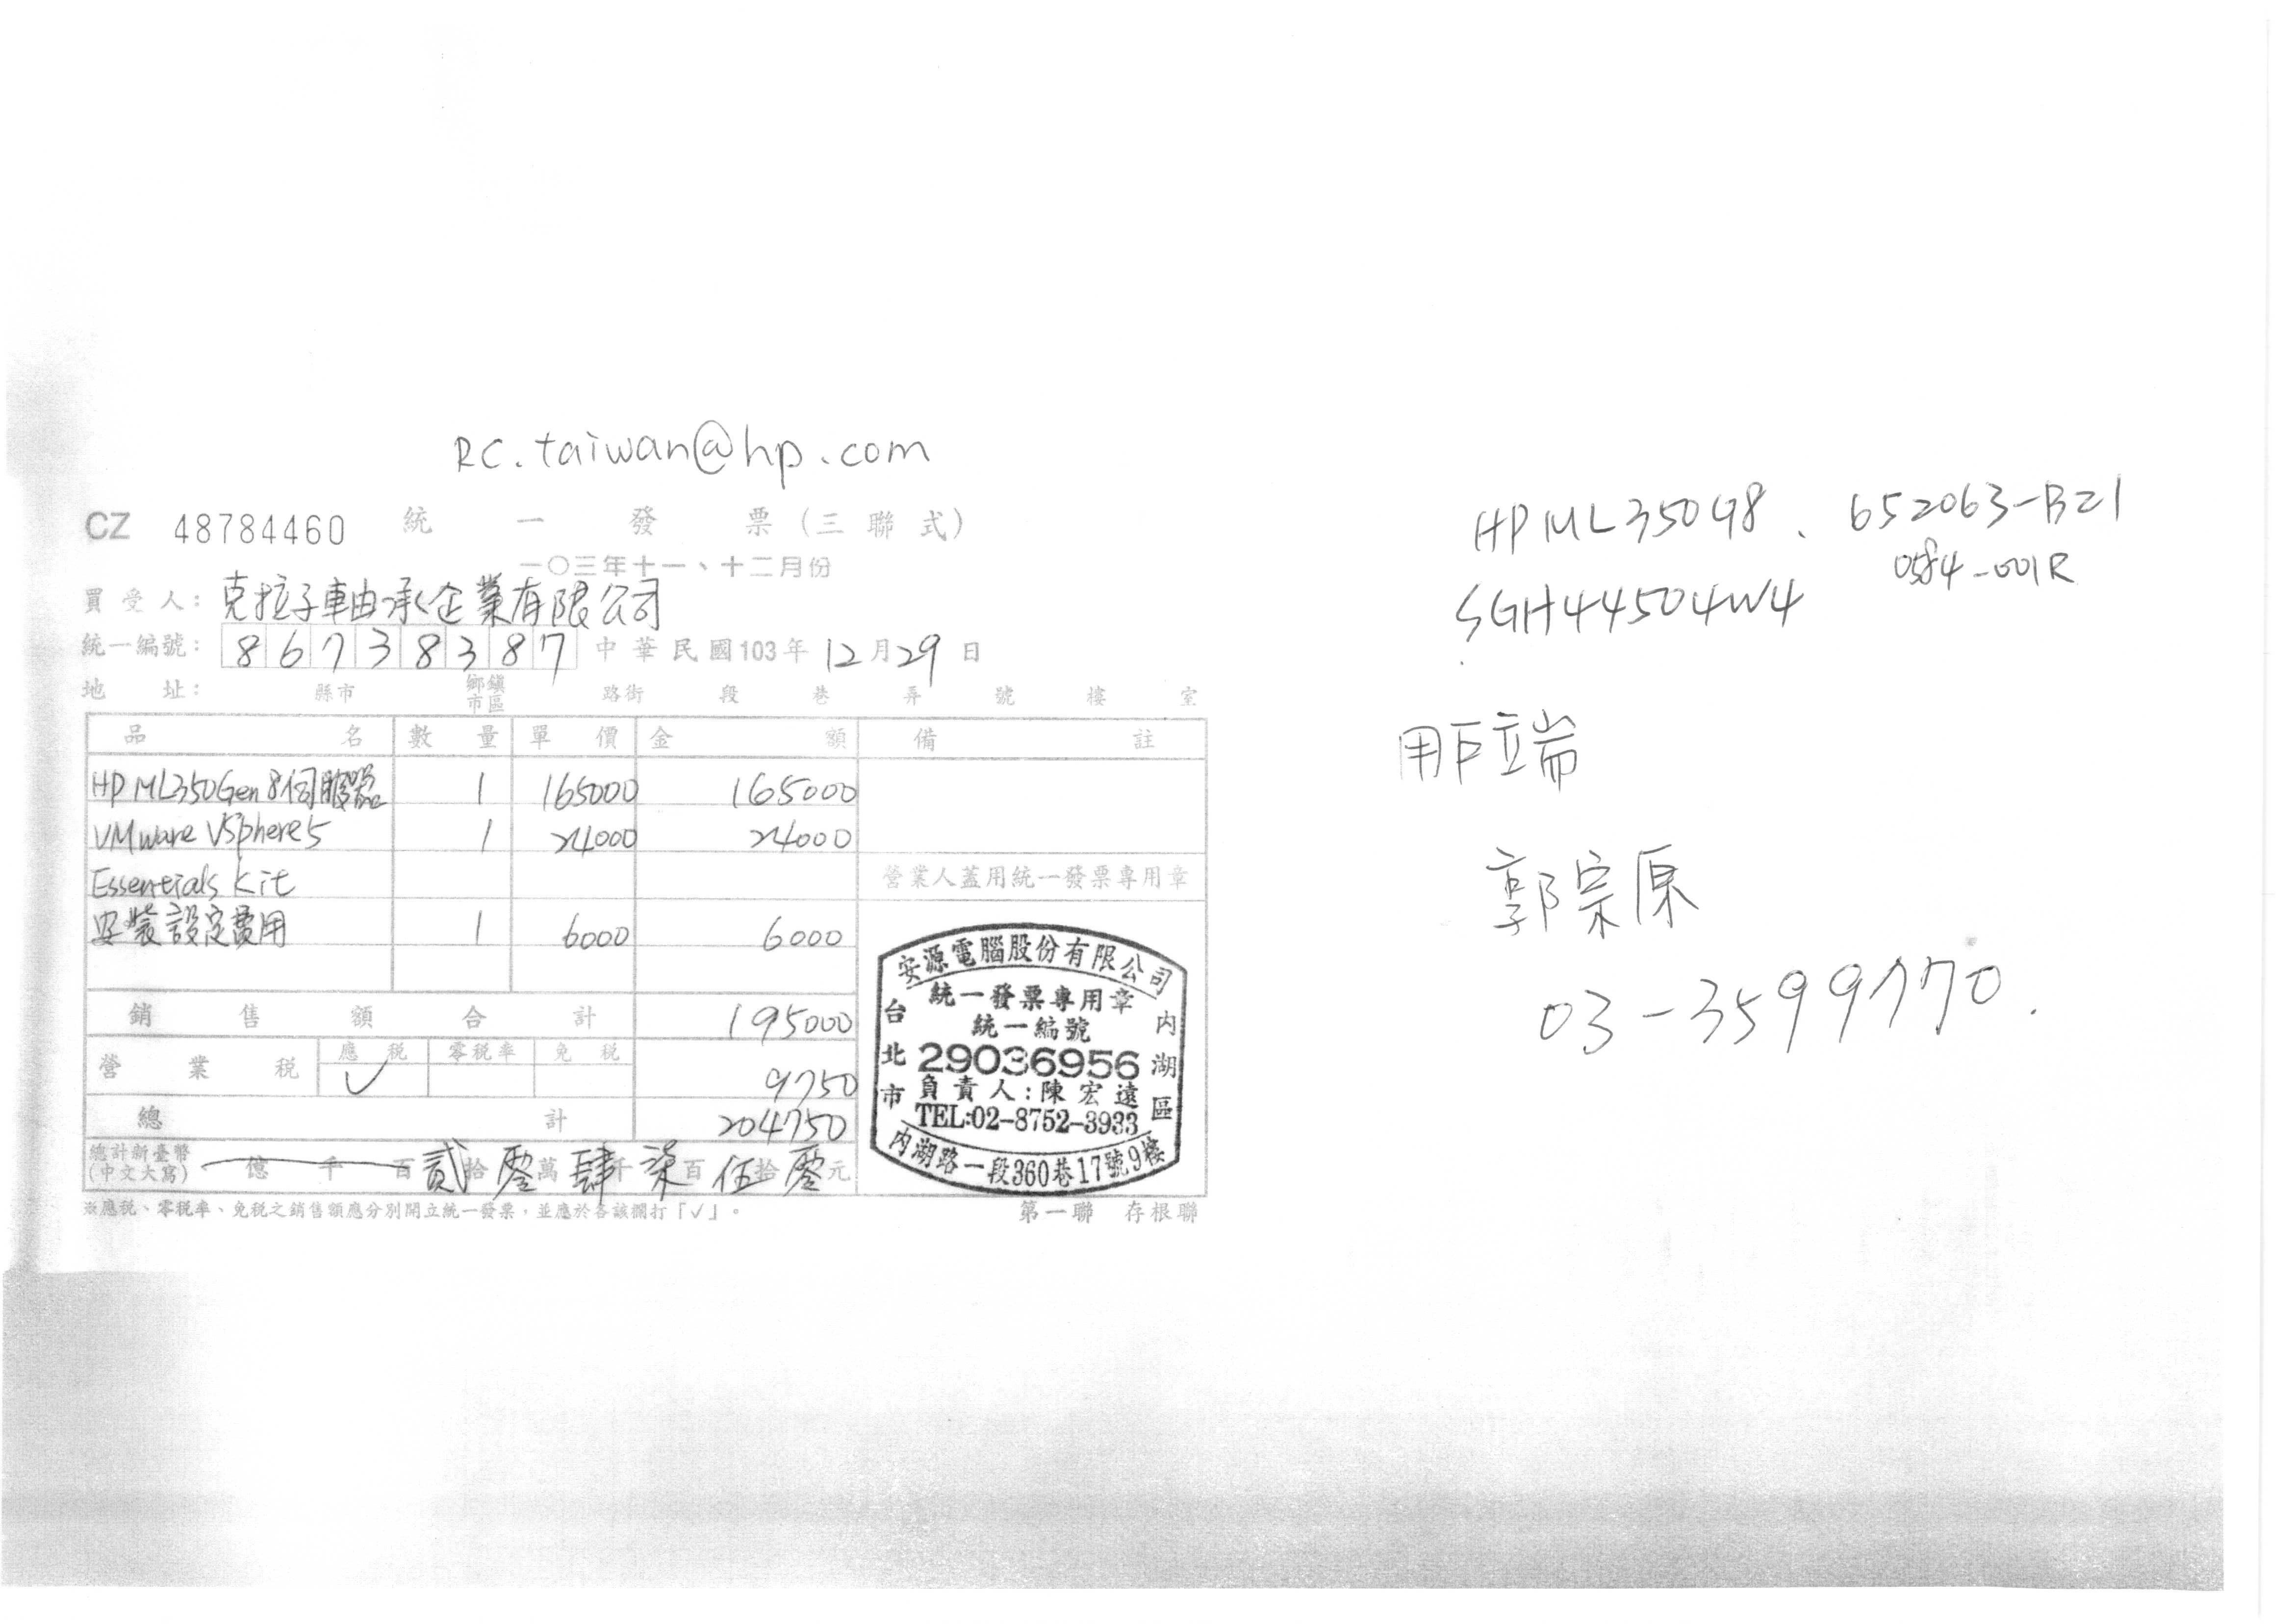 RC.taiwan@hp.com
CZ 48784460 統一發票(三聯式)
一〇三年十一、十二月份
買受人: 克拉子軸承企業有限公司
統一編號: 86738387 中華民國103年12月29日
地址: 縣市 鄉鎮市區 路街 段 巷 弄 號 樓 室
品名 數量 單價 金額 備註
HP ML350Gen8伺服器 1 165000 165000
VMware VSphere5 1 24000 24000
Essentials Kit
營業人蓋用統一發票專用章
安裝設定費用 1 6000 6000
銷售額合計 195000
營業稅 應稅 零稅率 免稅
✓ 9750
總計 204750
總計新臺幣
(中文大寫) 億 千 百 貳拾零萬肆千柒百伍拾零元
※應稅、零稅率、免稅之銷售額應分別開立統一發票,並應於各該欄打「✓」。
第一聯 存根聯
安源電腦股份有限公司
統一發票專用章
統一編號
29036956
負責人:陳宏遠
TEL:02-8752-3933
台北市 內湖區
內湖路一段360巷17號9樓
HP ML350G8. 652063-B21
0584-001R
SGH44504W4
用戶端
郭宗原
03-3599770.